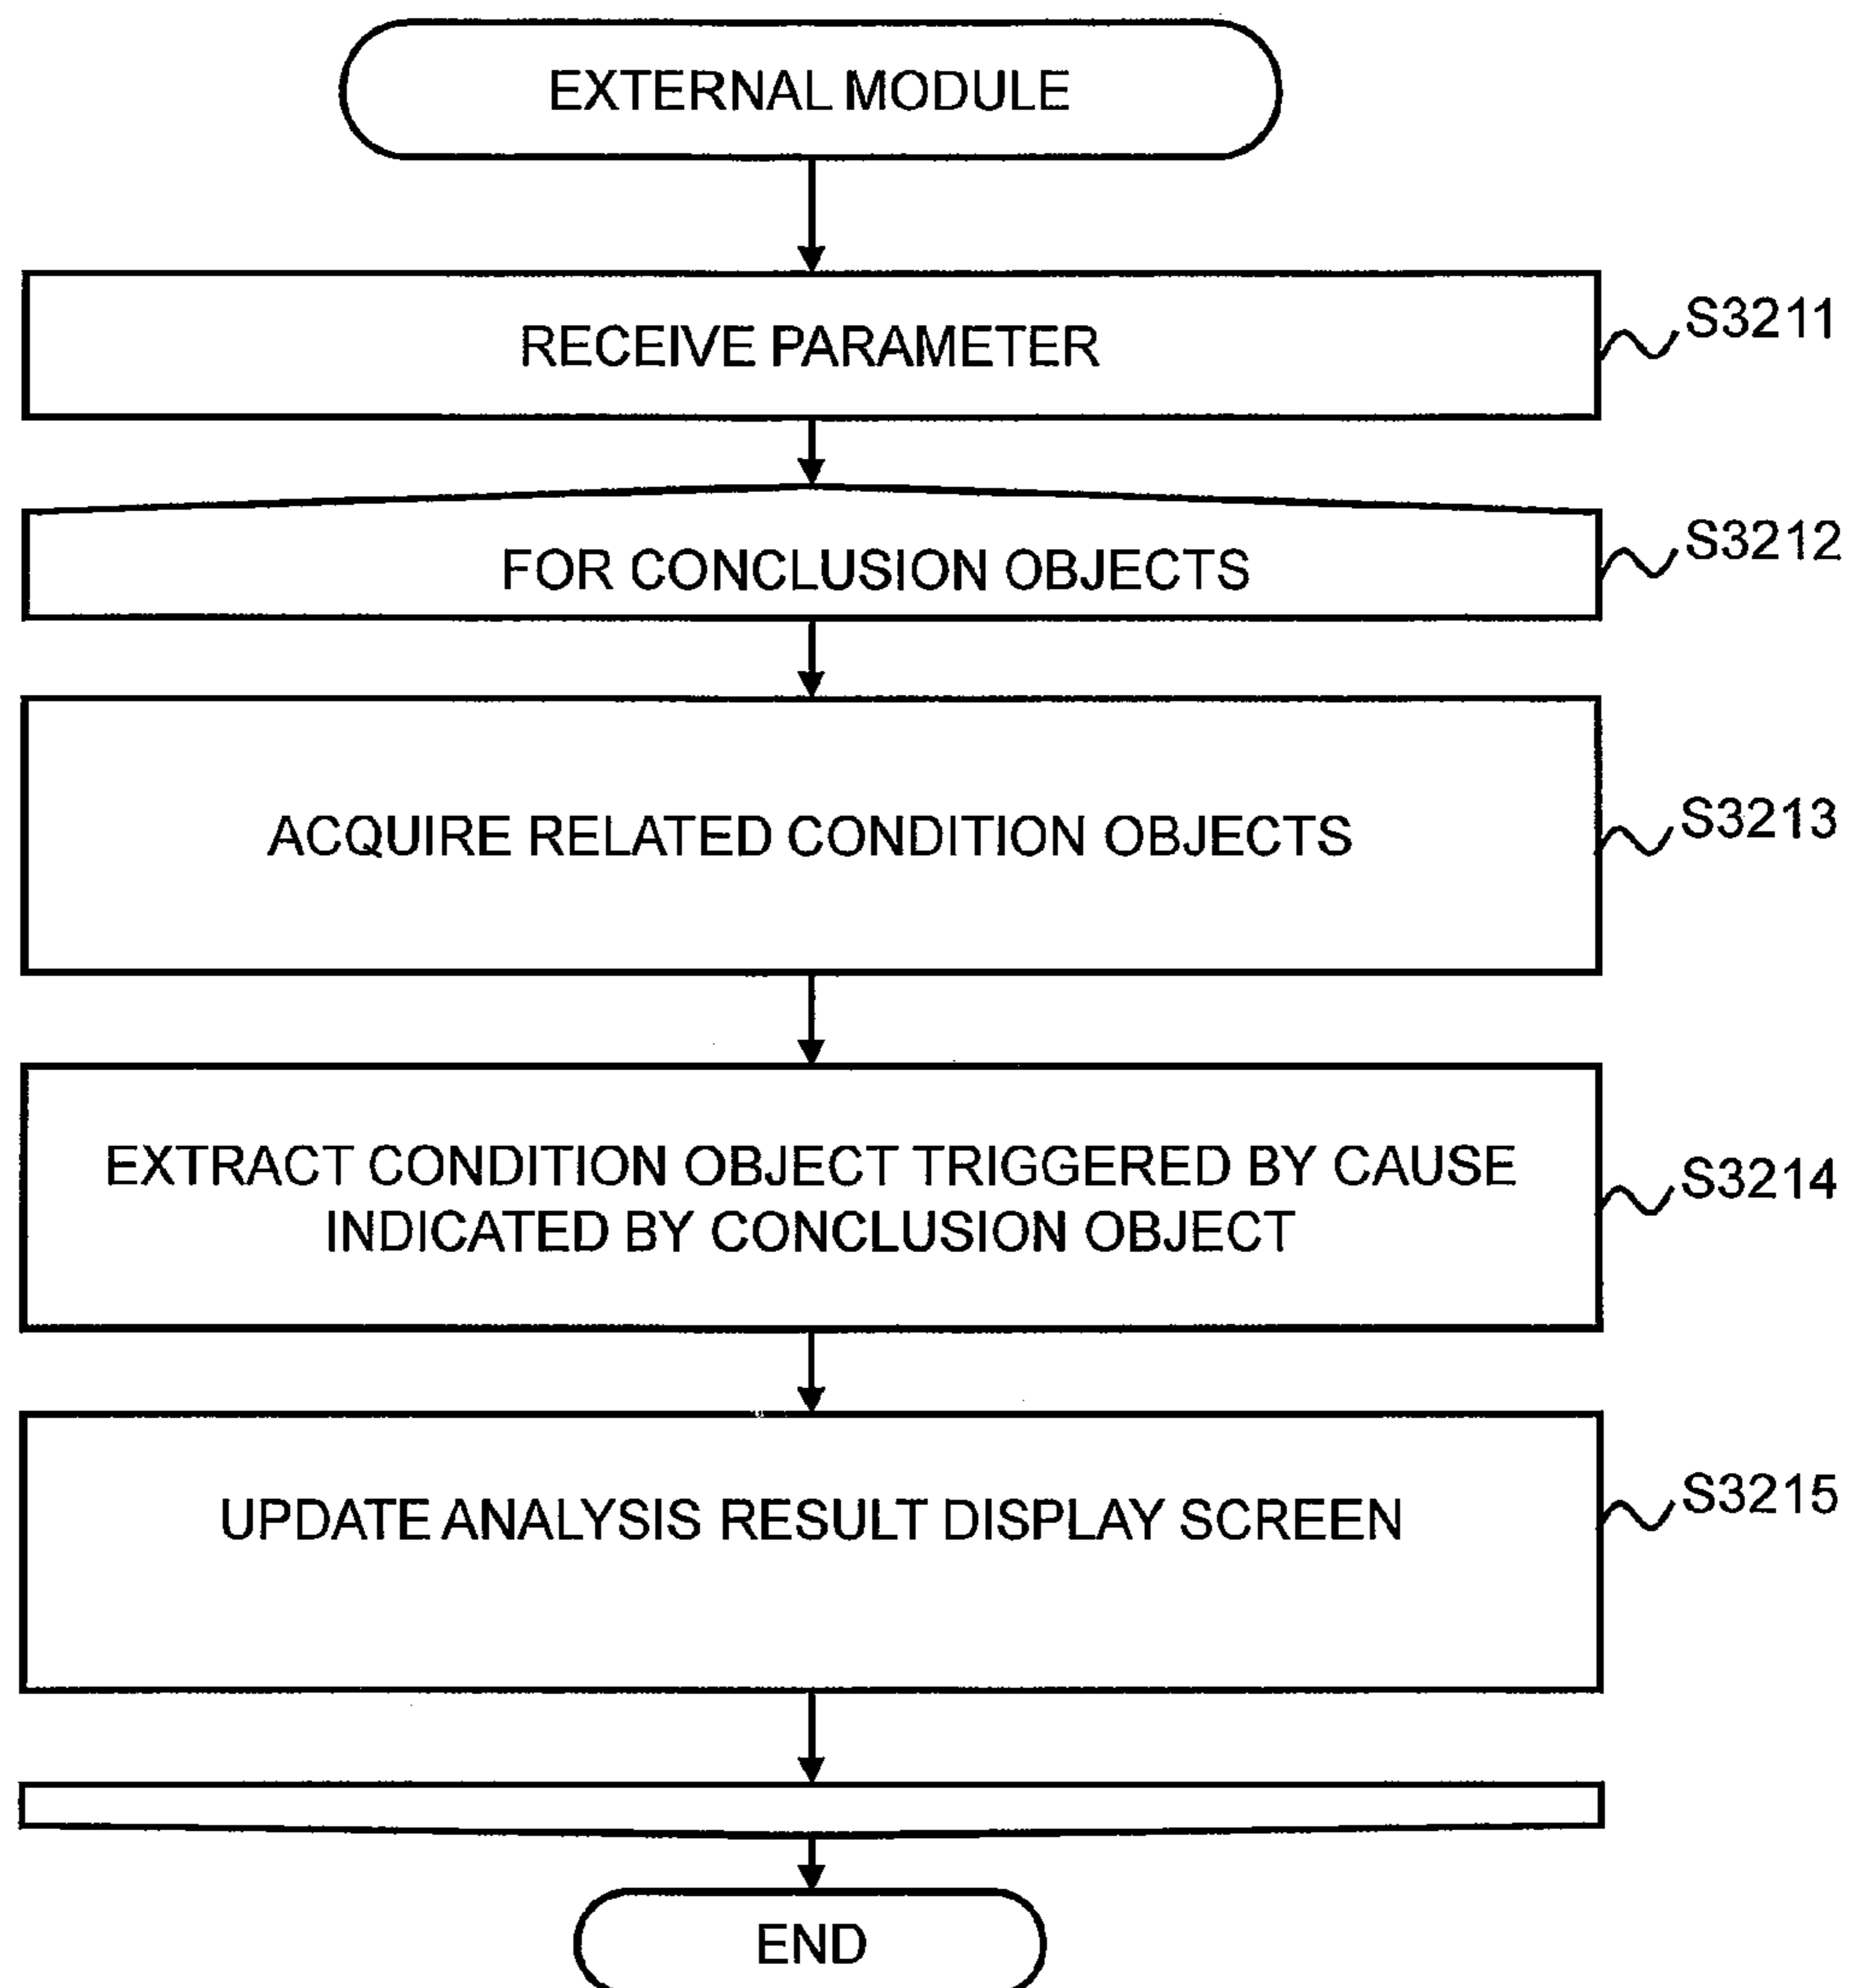 EXTERNAL MODULE
RECEIVE PARAMETER
S3211
FOR CONCLUSION OBJECTS
S3212
ACQUIRE RELATED CONDITION OBJECTS
S3213
EXTRACT CONDITION OBJECT TRIGGERED BY CAUSE
INDICATED BY CONCLUSION OBJECT
S3214
UPDATE ANALYSIS RESULT DISPLAY SCREEN
S3215
END